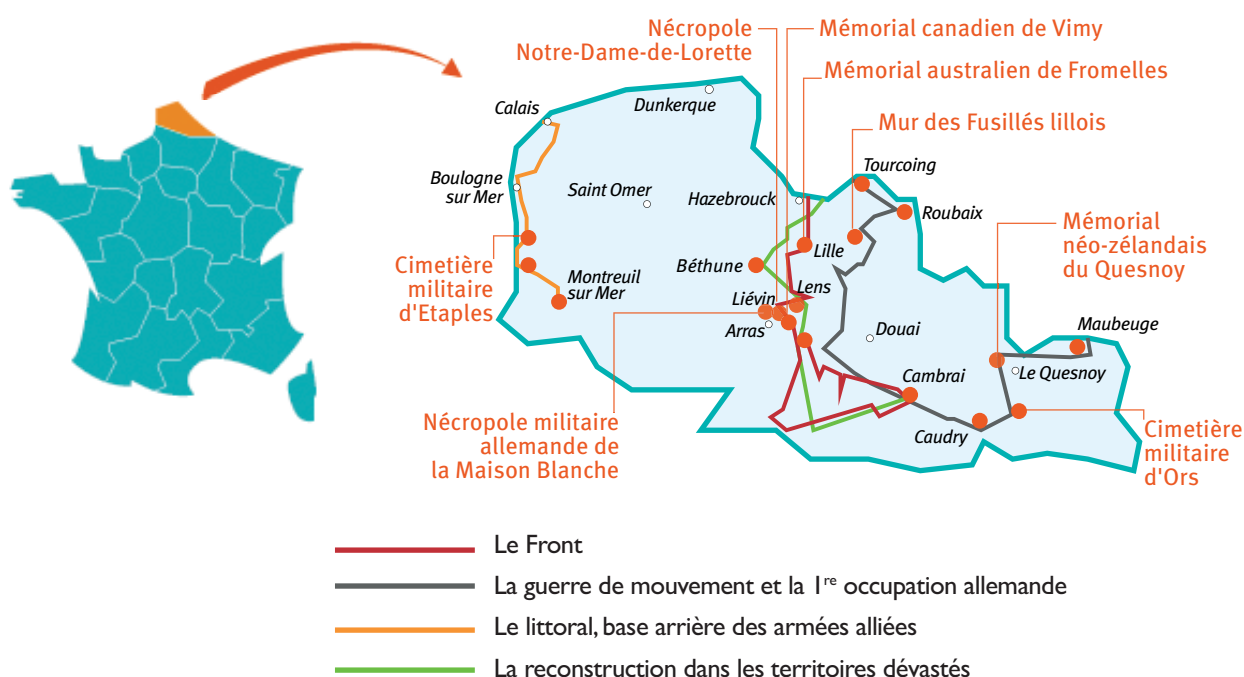 Nécropole
Notre-Dame-de-Lorette
Mémorial canadien de Vimy
Mémorial australien de Fromelles
Mur des Fusillés lillois
Calais
Dunkerque
Tourcoing
Boulogne
sur Mer
Saint Omer
Hazebrouck
Roubaix
Mémorial
néo-zélandais
du Quesnoy
Lille
Cimetière
militaire
d'Etaples
Montreuil
sur Mer
Béthune
Lens
Liévin
Arras
Douai
Maubeuge
Le Quesnoy
Cambrai
Caudry
Nécropole militaire
allemande de
la Maison Blanche
Cimetière
militaire
d'Ors
Le Front
La guerre de mouvement et la 1re occupation allemande
Le littoral, base arrière des armées alliées
La reconstruction dans les territoires dévastés